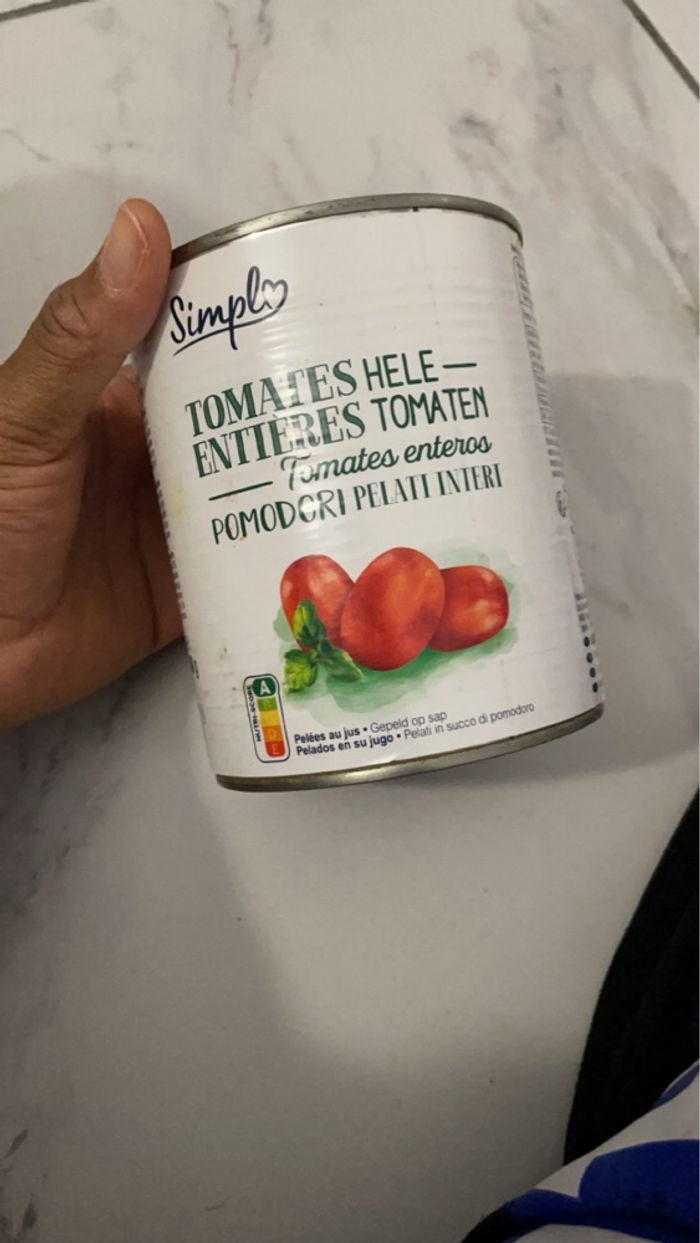 Simpl
TOMATES HELE
ENTIÈRES TOMATEN
Tomates enteros
POMODORI PELATI INTERI
NUTRI-SCORE
A
D
E
Pelées au jus • Gepeld op sap
Pelados en su jugo • Pelati in succo di pomodoro